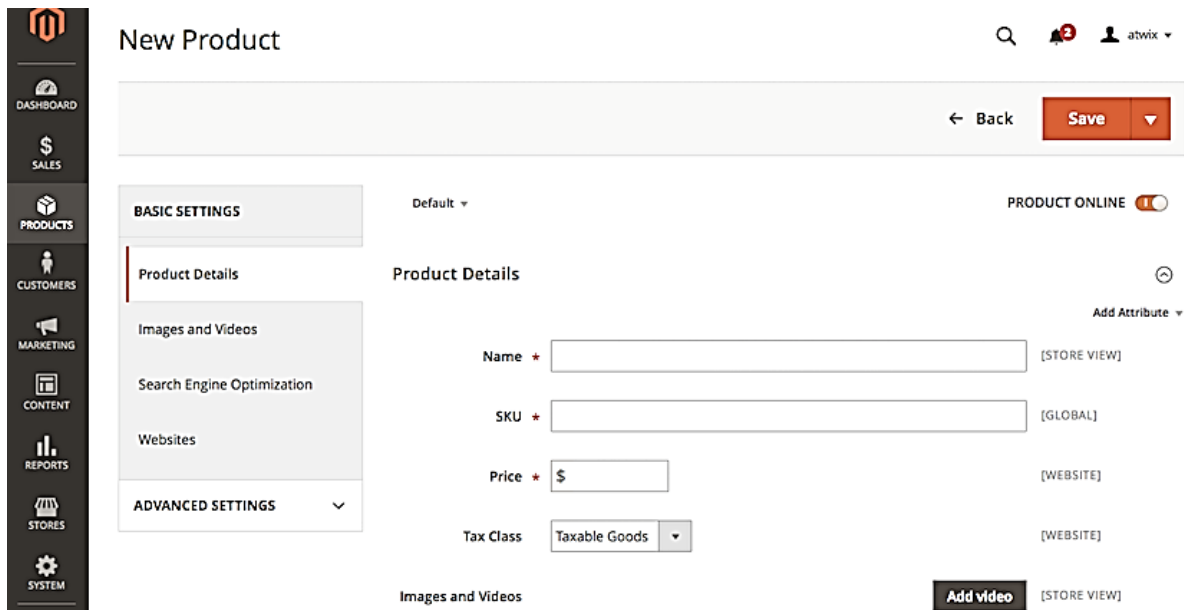 New Product
2
atwix
DASHBOARD
SALES
PRODUCTS
CUSTOMERS
MARKETING
CONTENT
REPORTS
STORES
SYSTEM
← Back
Save
BASIC SETTINGS
Product Details
Images and Videos
Search Engine Optimization
Websites
ADVANCED SETTINGS
Default
PRODUCT ONLINE
Product Details
Add Attribute
Name * [STORE VIEW]
SKU * [GLOBAL]
Price * $ [WEBSITE]
Tax Class Taxable Goods [WEBSITE]
Images and Videos Add video [STORE VIEW]